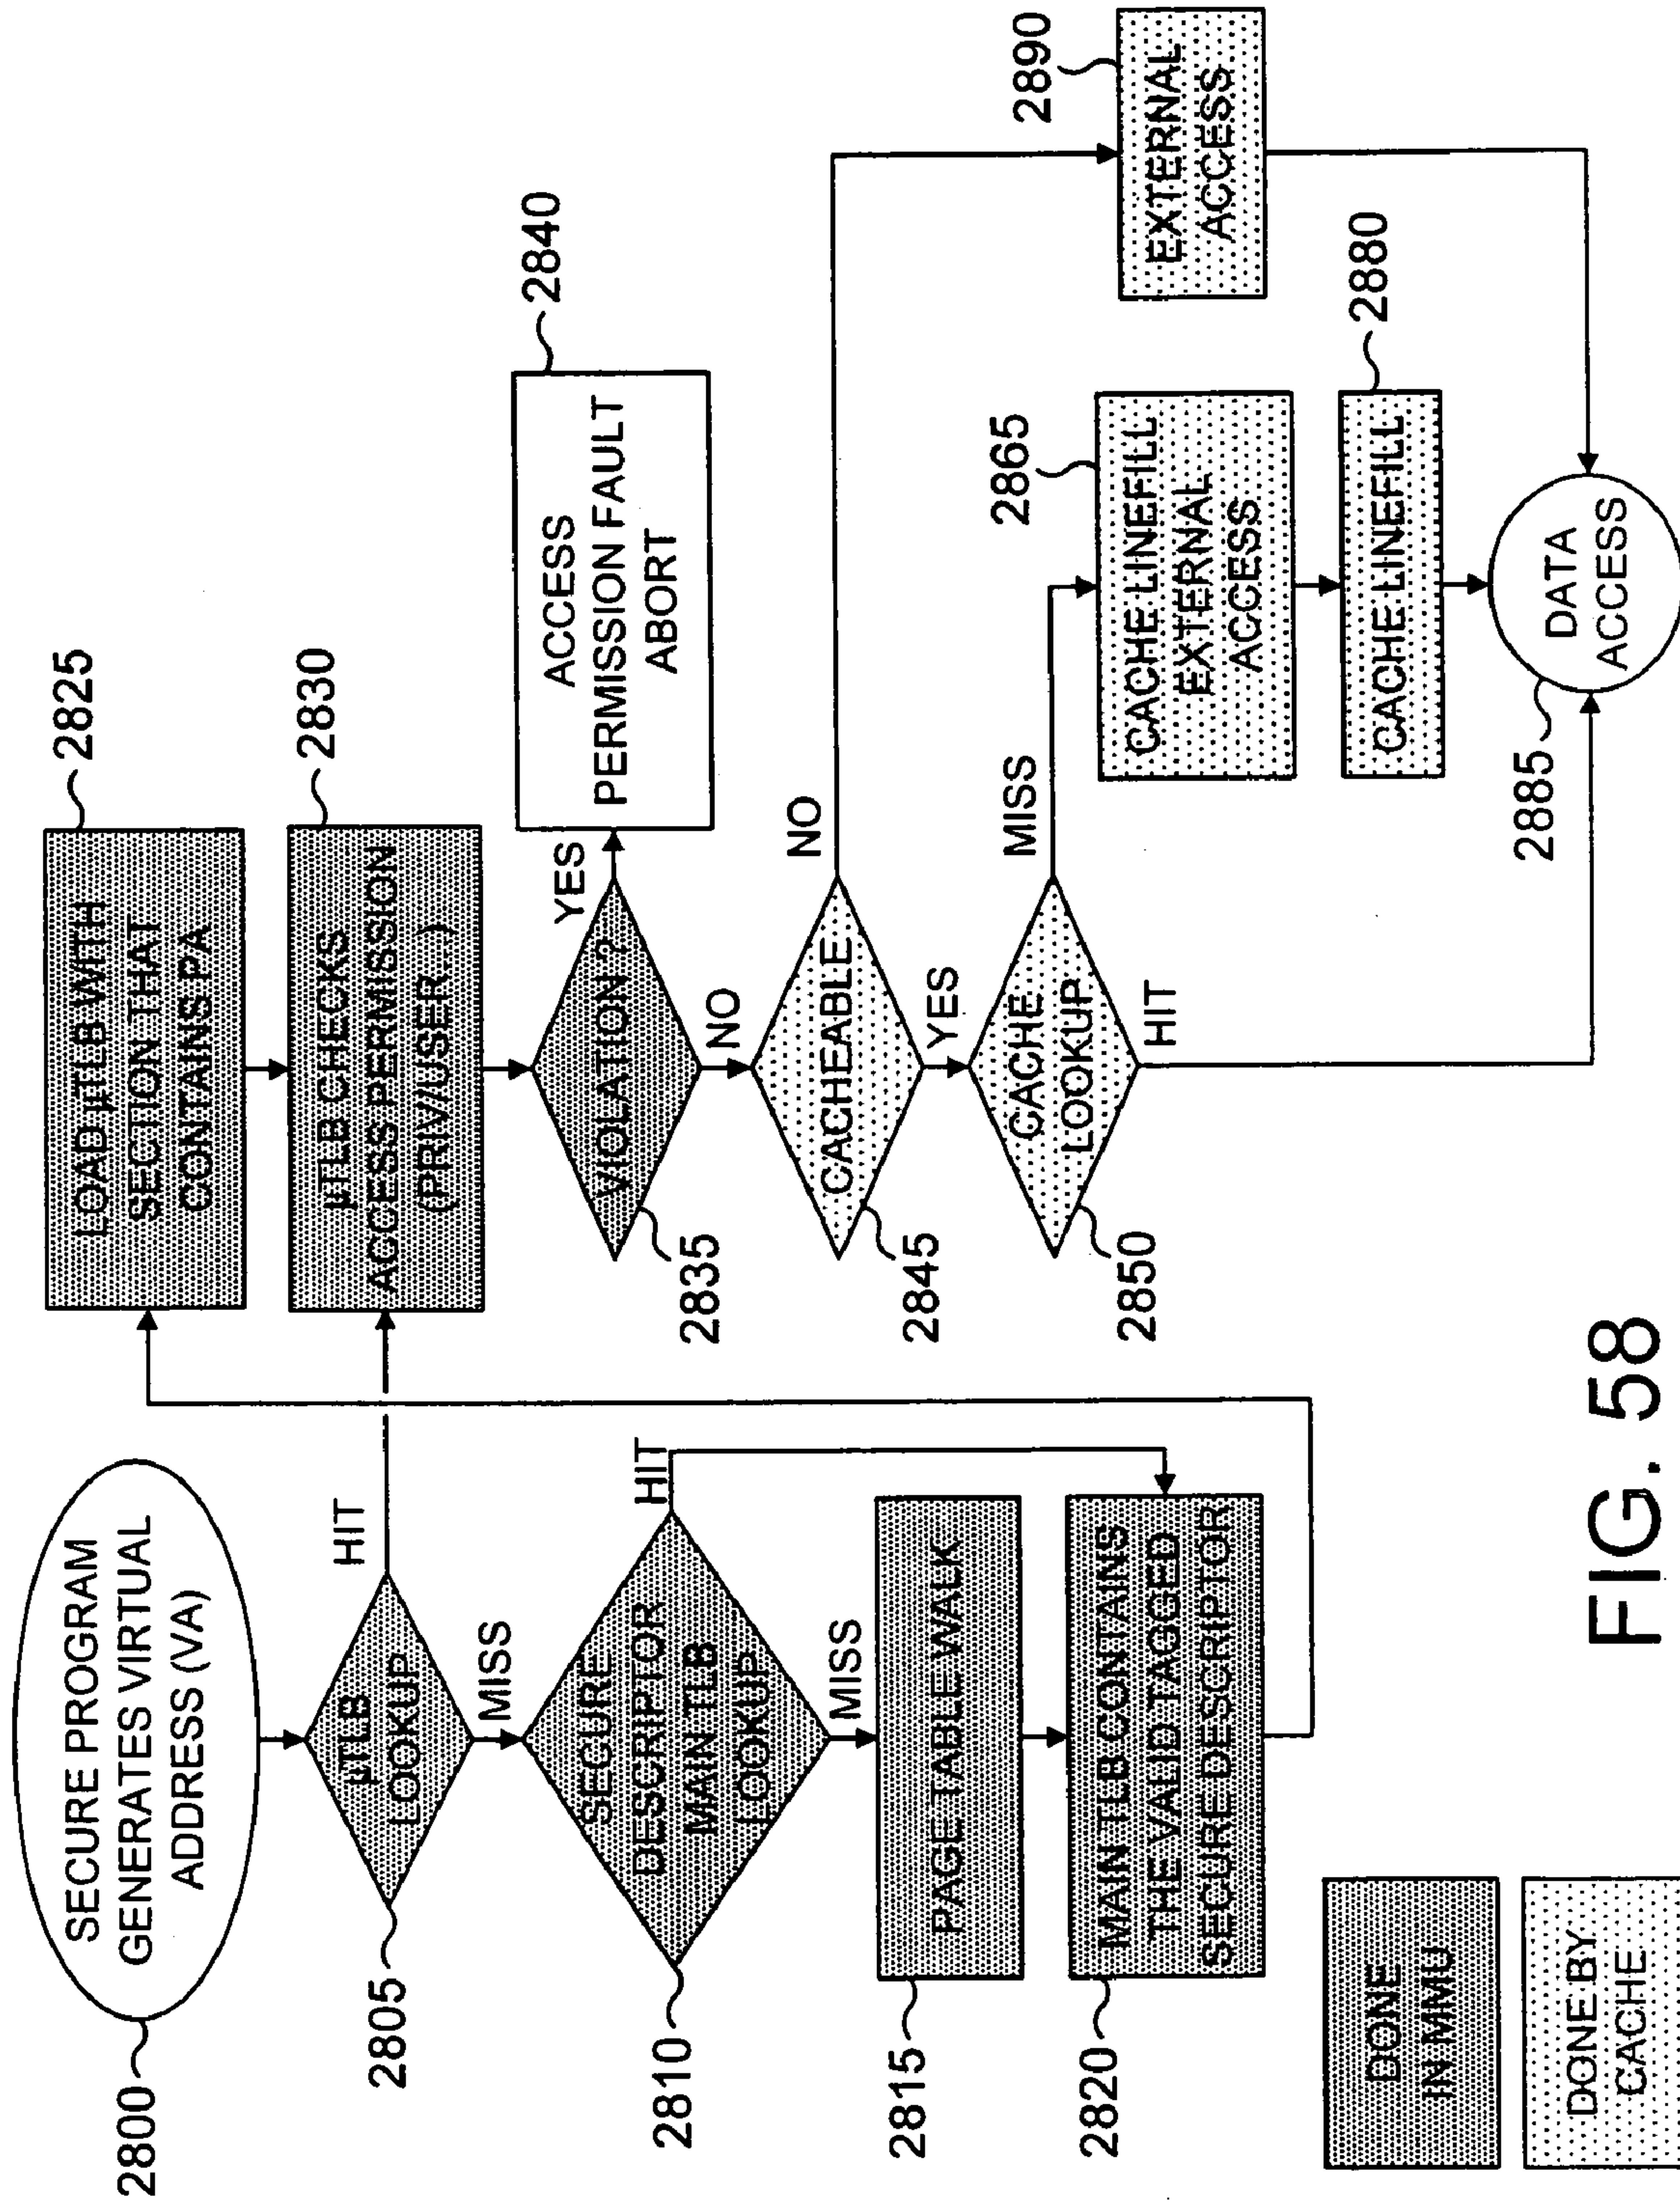 2800
SECURE PROGRAM
GENERATES VIRTUAL
ADDRESS (VA)
2805
µTLB
LOOKUP
HIT
MISS
2810
SECURE
DESCRIPTOR
MAIN TLB
LOOKUP
HIT
MISS
2815
PAGE TABLE WALK
2820
MAIN TLB CONTAINS
THE VALID TAGGED
SECURE DESCRIPTOR
DONE
IN MMU
DONE BY
CACHE
2825
LOAD µTLB WITH
SECTION THAT
CONTAINS PA
2830
µTLB CHECKS
ACCESS PERMISSION
(PRIV/USER...)
2835
VIOLATION ?
YES
NO
2840
ACCESS
PERMISSION FAULT
ABORT
2845
CACHEABLE
NO
YES
2850
CACHE
LOOKUP
MISS
HIT
2865
CACHE LINEFILL
EXTERNAL
ACCESS
2880
CACHE LINEFILL
2890
EXTERNAL
ACCESS
2885
DATA
ACCESS
FIG. 58